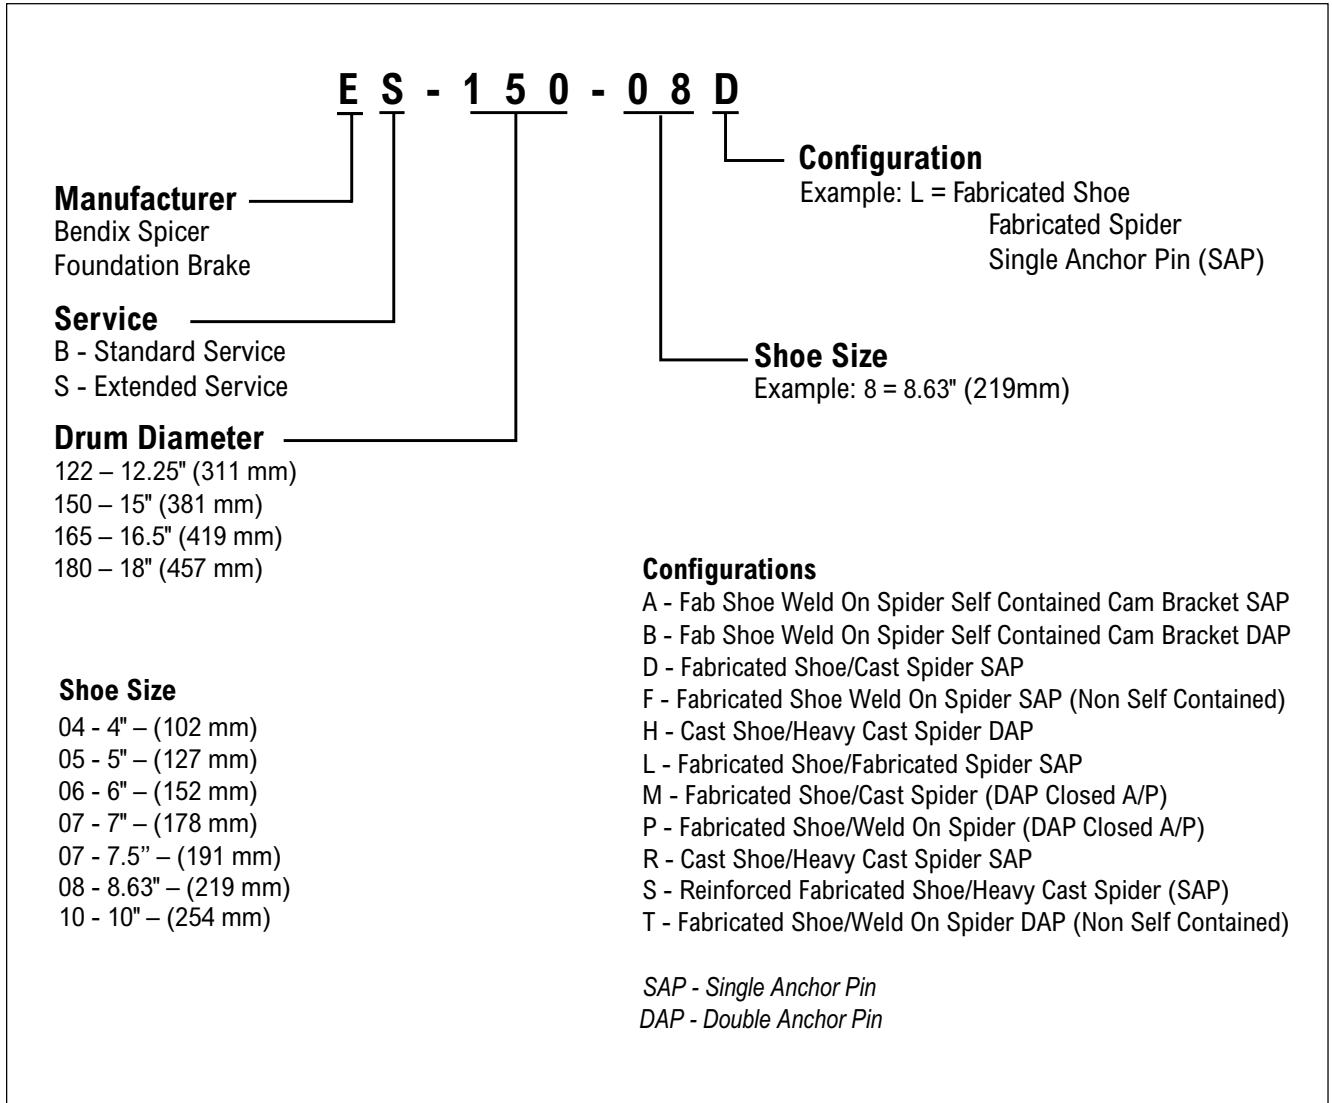 E S - 1 5 0 - 0 8 D
Manufacturer
Bendix Spicer
Foundation Brake
Service
B - Standard Service
S - Extended Service
Drum Diameter
122 – 12.25" (311 mm)
150 – 15" (381 mm)
165 – 16.5" (419 mm)
180 – 18" (457 mm)
Configuration
Example: L = Fabricated Shoe
Fabricated Spider
Single Anchor Pin (SAP)
Shoe Size
Example: 8 = 8.63" (219mm)
Shoe Size
04 - 4" – (102 mm)
05 - 5" – (127 mm)
06 - 6" – (152 mm)
07 - 7" – (178 mm)
07 - 7.5” – (191 mm)
08 - 8.63" – (219 mm)
10 - 10" – (254 mm)
Configurations
A - Fab Shoe Weld On Spider Self Contained Cam Bracket SAP
B - Fab Shoe Weld On Spider Self Contained Cam Bracket DAP
D - Fabricated Shoe/Cast Spider SAP
F - Fabricated Shoe Weld On Spider SAP (Non Self Contained)
H - Cast Shoe/Heavy Cast Spider DAP
L - Fabricated Shoe/Fabricated Spider SAP
M - Fabricated Shoe/Cast Spider (DAP Closed A/P)
P - Fabricated Shoe/Weld On Spider (DAP Closed A/P)
R - Cast Shoe/Heavy Cast Spider SAP
S - Reinforced Fabricated Shoe/Heavy Cast Spider (SAP)
T - Fabricated Shoe/Weld On Spider DAP (Non Self Contained)
SAP - Single Anchor Pin
DAP - Double Anchor Pin